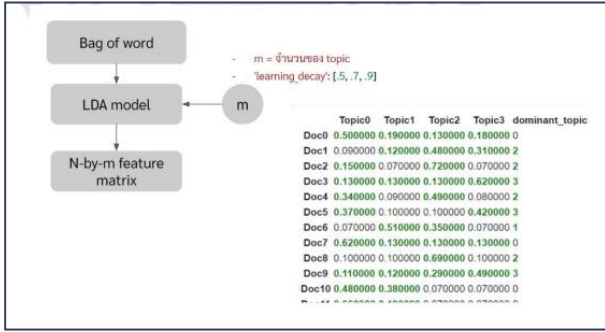 Bag of word
LDA model
m
N-by-m feature
matrix
- m = จำนวนของ topic
- 'learning_decay': [.5, .7, .9]
Topic0 Topic1 Topic2 Topic3 dominant_topic
Doc0 0.500000 0.190000 0.130000 0.180000 0
Doc1 0.090000 0.120000 0.480000 0.310000 2
Doc2 0.150000 0.070000 0.720000 0.070000 2
Doc3 0.130000 0.130000 0.130000 0.620000 3
Doc4 0.340000 0.090000 0.490000 0.080000 2
Doc5 0.370000 0.100000 0.100000 0.420000 3
Doc6 0.070000 0.510000 0.350000 0.070000 1
Doc7 0.620000 0.130000 0.130000 0.130000 0
Doc8 0.100000 0.100000 0.690000 0.100000 2
Doc9 0.110000 0.120000 0.290000 0.490000 3
Doc10 0.480000 0.380000 0.070000 0.070000 0